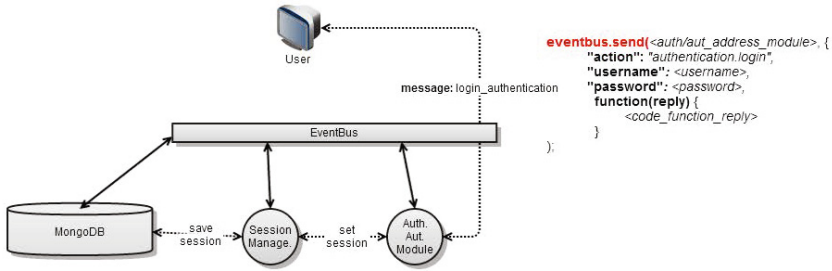 User
message: login_authentication
EventBus
MongoDB
save
session
Session
Manage.
set
session
Auth.
Aut.
Module
eventbus.send(<auth/aut_address_module>, {
"action": "authentication.login",
"username": <username>,
"password": <password>,
function(reply) {
<code_function_reply>
}
);